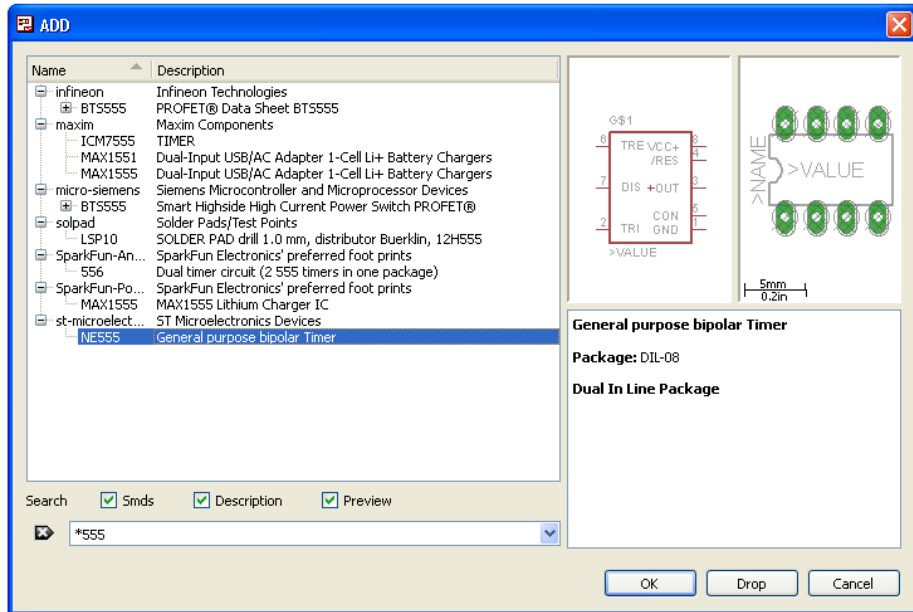 ADD
Name Description
infineon Infineon Technologies
BTS555 PROFET® Data Sheet BTS555
maxim Maxim Components
ICM7555 TIMER
MAX1551 Dual-Input USB/AC Adapter 1-Cell Li+ Battery Chargers
MAX1555 Dual-Input USB/AC Adapter 1-Cell Li+ Battery Chargers
micro-siemens Siemens Microcontroller and Microprocessor Devices
BTS555 Smart Highside High Current Power Switch PROFET®
solpad Solder Pads/Test Points
LSP10 SOLDER PAD drill 1.0 mm, distributor Buerklin, 12H555
SparkFun-An... SparkFun Electronics' preferred foot prints
556 Dual timer circuit (2 555 timers in one package)
SparkFun-Po... SparkFun Electronics' preferred foot prints
MAX1555 MAX1555 Lithium Charger IC
st-microelect... ST Microelectronics Devices
NE555 General purpose bipolar Timer
Search Smds Description Preview
*555
G$1
6 TRE VCC+ 8
/RES 4
7 DIS +OUT 3
CON 5
2 TRI GND 1
>VALUE
>NAME
>VALUE
5mm
0.2in
General purpose bipolar Timer
Package: DIL-08
Dual In Line Package
OK Drop Cancel